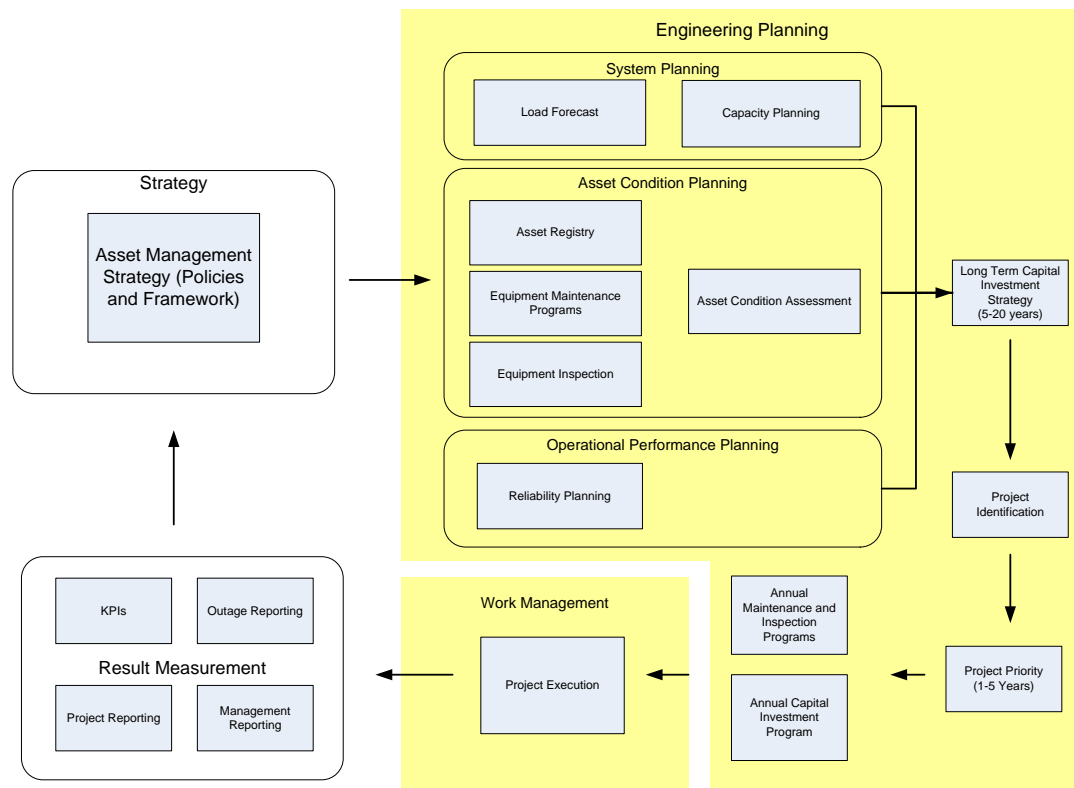 Engineering Planning
System Planning
Load Forecast
Capacity Planning
Strategy
Asset Management
Strategy (Policies
and Framework)
Asset Condition Planning
Asset Registry
Equipment Maintenance
Programs
Equipment Inspection
Asset Condition Assessment
Long Term Capital
Investment
Strategy
(5-20 years)
Operational Performance Planning
Reliability Planning
Project
Identification
Project Priority
(1-5 Years)
Annual
Maintenance and
Inspection
Programs
Annual Capital
Investment
Program
Work Management
Project Execution
KPIs
Outage Reporting
Result Measurement
Project Reporting
Management
Reporting